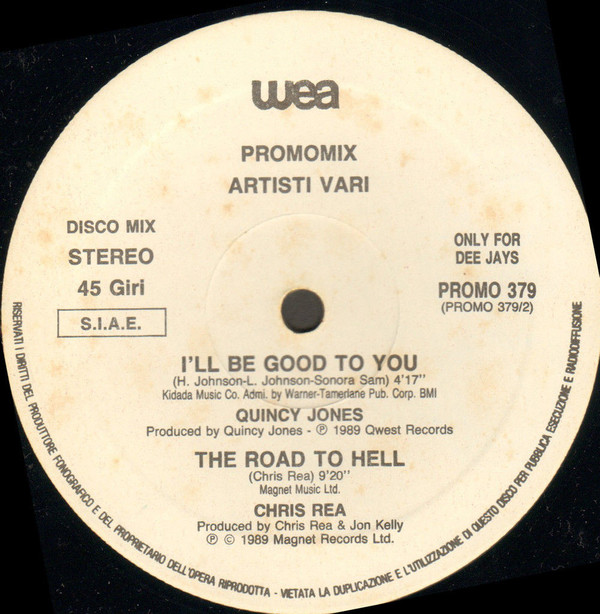 wea
PROMOMIX
ARTISTI VARI
DISCO MIX
STEREO
45 Giri
S.I.A.E.
ONLY FOR
DEE JAYS
PROMO 379
(PROMO 379/2)
I'LL BE GOOD TO YOU
(H. Johnson-L. Johnson-Sonora Sam) 4'17''
Kidada Music Co. Admi. by Warner-Tamerlane Pub. Corp. BMI
QUINCY JONES
Produced by Quincy Jones - ℗ 1989 Qwest Records
THE ROAD TO HELL
(Chris Rea) 9'20''
Magnet Music Ltd.
CHRIS REA
Produced by Chris Rea & Jon Kelly
℗ © 1989 Magnet Records Ltd.
RISERVATI I DIRITTI DEL PRODUTTORE FONOGRAFICO E DEL PROPRIETARIO DELL'OPERA RIPRODOTTA - VIETATA LA DUPLICAZIONE E L'UTILIZZAZIONE DI QUESTO DISCO PER PUBBLICA ESECUZIONE E RADIODIFFUSIONE